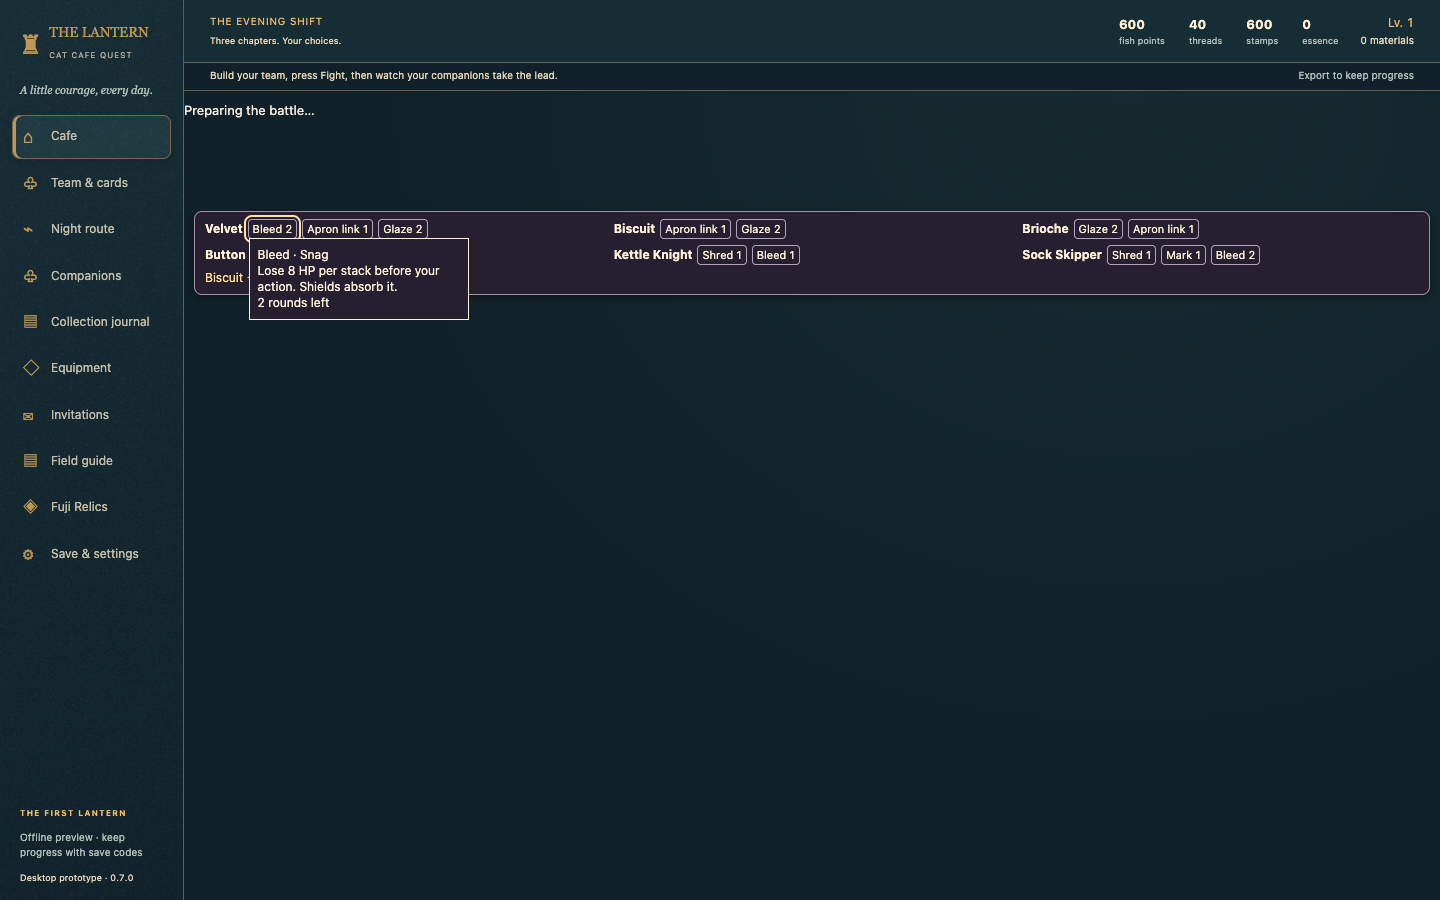 THE LANTERN
CAT CAFE QUEST
A little courage, every day.
Cafe
Team & cards
Night route
Companions
Collection journal
Equipment
Invitations
Field guide
Fuji Relics
Save & settings
THE FIRST LANTERN
Offline preview · keep
progress with save codes
Desktop prototype · 0.7.0
THE EVENING SHIFT
Three chapters. Your choices.
600 fish points
40 threads
600 stamps
0 essence
Lv. 1
0 materials
Build your team, press Fight, then watch your companions take the lead.
Export to keep progress
Preparing the battle...
Velvet Bleed 2 Apron link 1 Glaze 2
Biscuit Apron link 1 Glaze 2
Brioche Glaze 2 Apron link 1
Button
Kettle Knight Shred 1 Bleed 1
Sock Skipper Shred 1 Mark 1 Bleed 2
Biscuit
Bleed · Snag
Lose 8 HP per stack before your
action. Shields absorb it.
2 rounds left